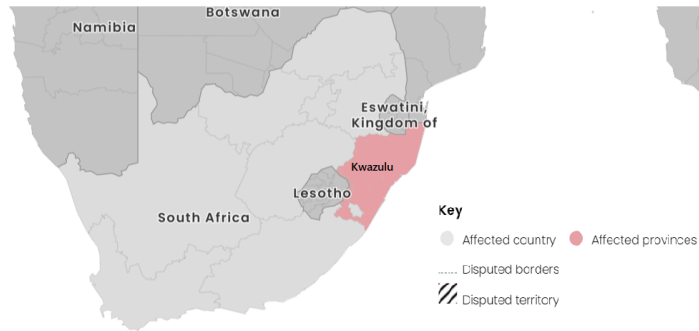 Botswana
Namibia
Eswatini,
Kingdom of
Kwazulu
Lesotho
South Africa
Key
Affected country
Affected provinces
Disputed borders
Disputed territory